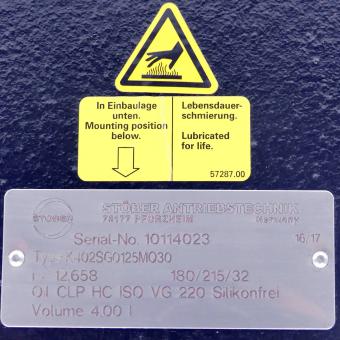 In Einbaulage
unten.
Mounting position
below.
Lebensdauer-
schmierung.
Lubricated
for life.
57287.00
STÖBER
STÖBER ANTRIEBSTECHNIK
75177 PFORZHEIM Germany
Serial-No. 10114023 16/17
12.658 180/215/32
Oil CLP HC ISO VG 220 Silikonfrei
Volume 4.00 l